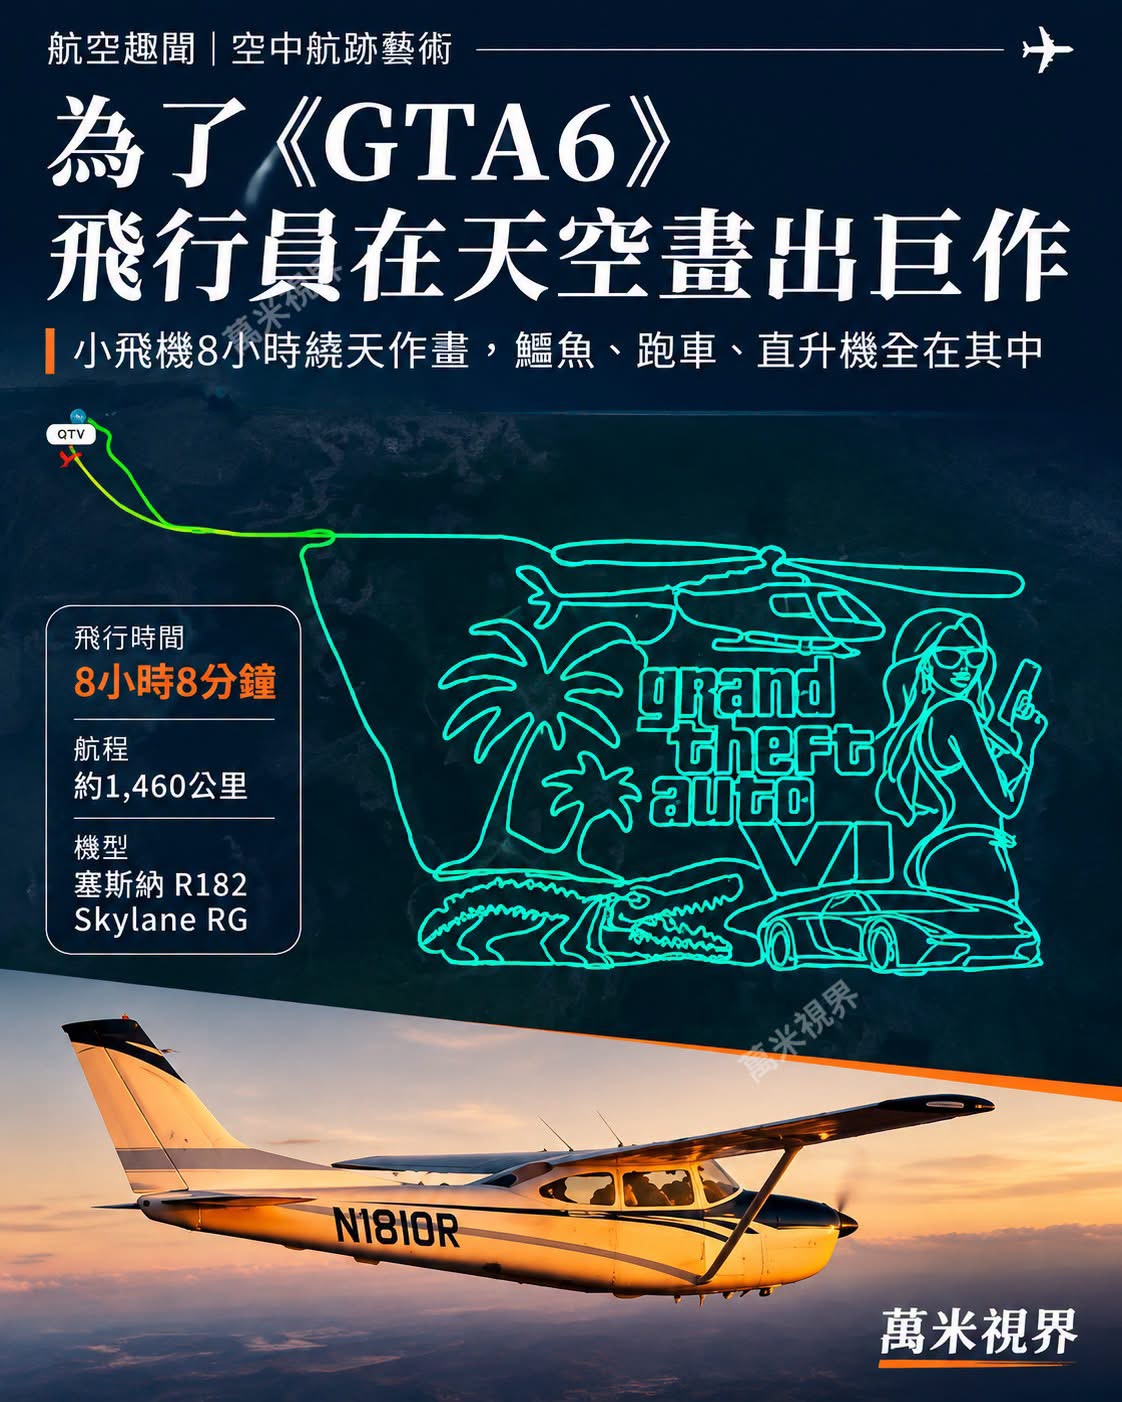 航空趣聞｜空中航跡藝術
為了《GTA6》
飛行員在天空畫出巨作
小飛機8小時繞天作畫，鱷魚、跑車、直升機全在其中
萬米視界
QTV
飛行時間
8小時8分鐘
航程
約1,460公里
機型
塞斯納 R182
Skylane RG
grand
theft
auto
VI
萬米視界
N1810R
萬米視界